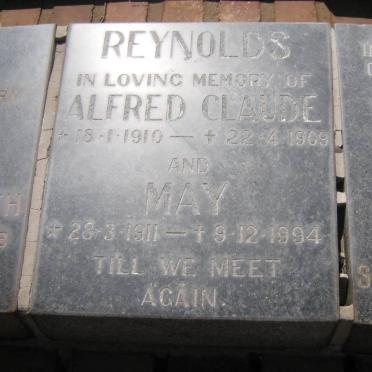 REYNOLDS
IN LOVING MEMORY OF
ALFRED CLAUDE
* 18·1·1910 — † 22·4·1969
AND
MAY
* 28·3·1911 — † 9·12·1994
TILL WE MEET
AGAIN.